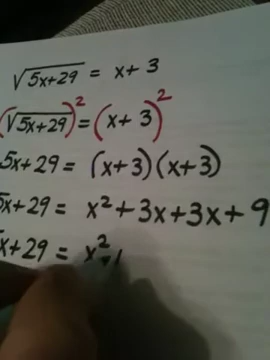 √5x+29 = x+3
(√5x+29)² = (x+3)²
5x+29 = (x+3)(x+3)
5x+29 = x²+3x+3x+9
x+29 = x²+